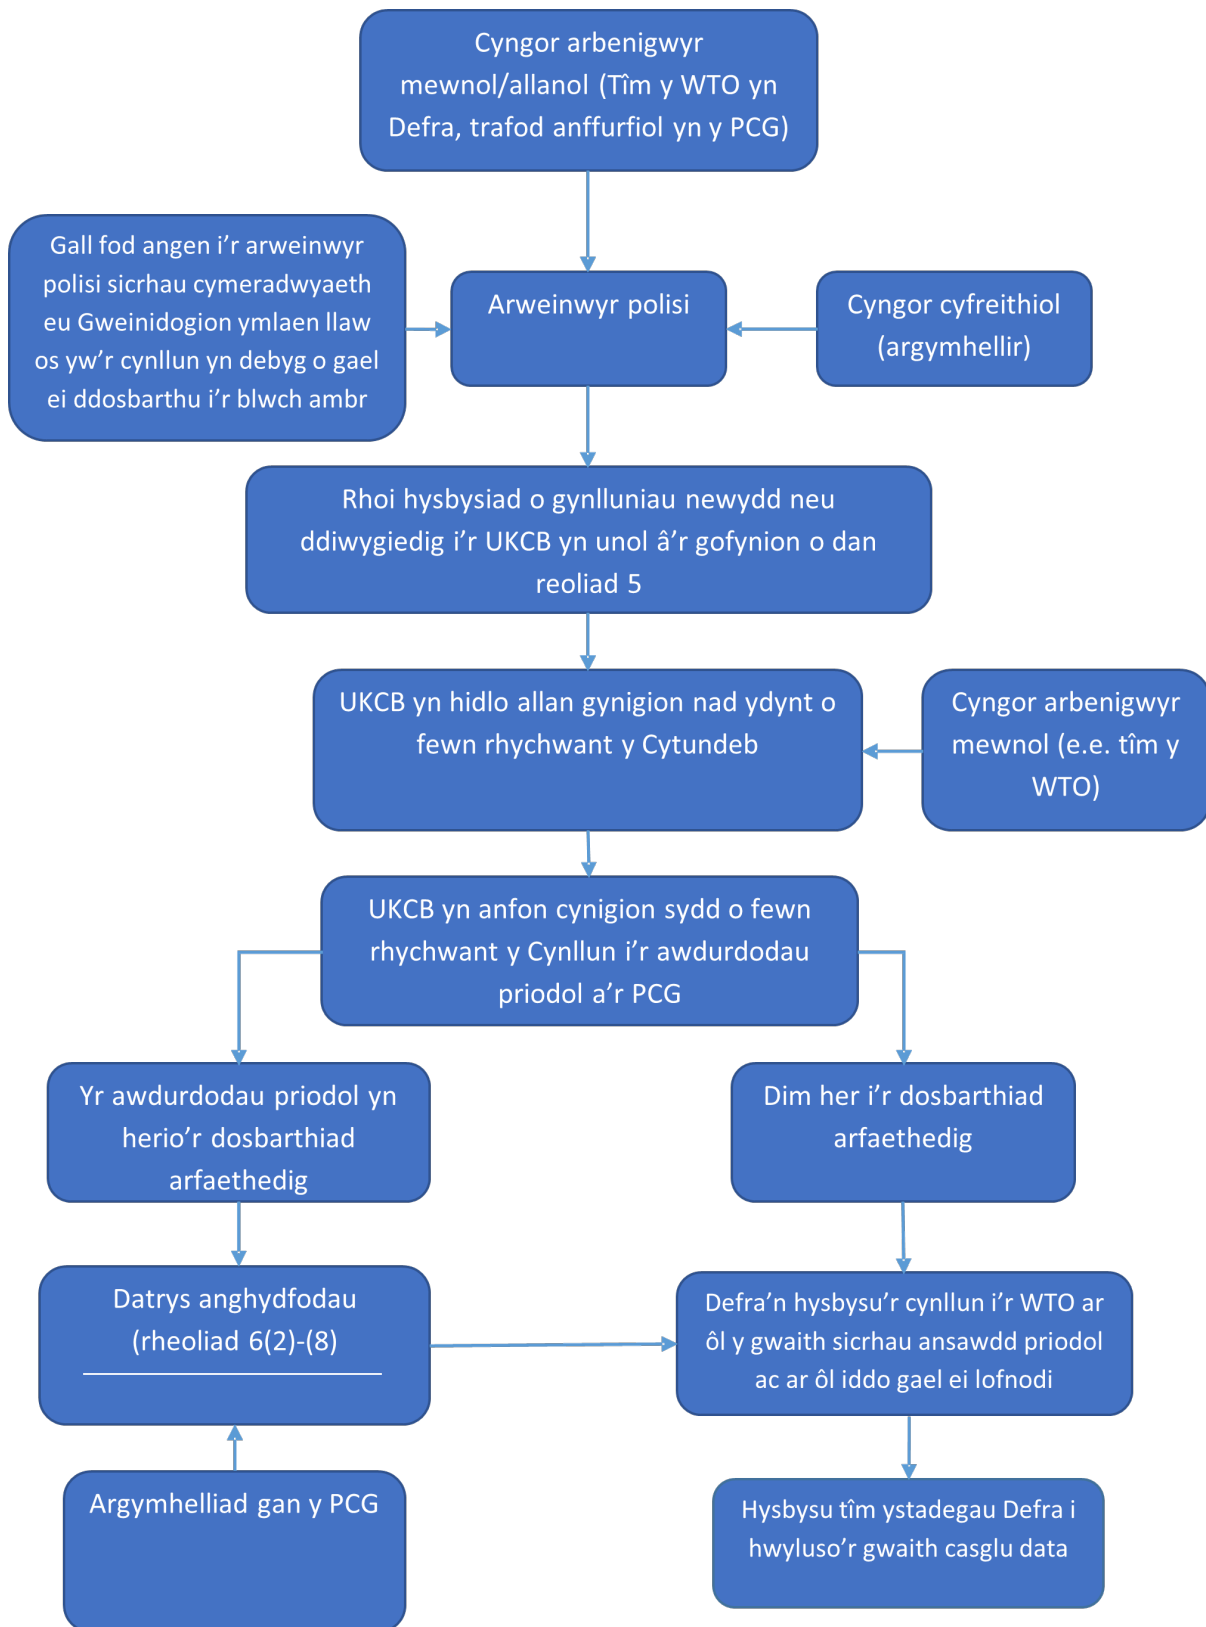 Cyngor arbenigwyr
mewnol/allanol (Tîm y WTO yn
Defra, trafod anffurfiol yn y PCG)
Gall fod angen i’r arweinwyr
polisi sicrhau cymeradwyaeth
eu Gweinidogion ymlaen llaw
os yw’r cynllun yn debyg o gael
ei ddosbarthu i’r blwch ambr
Arweinwyr polisi
Cyngor cyfreithiol
(argymhellir)
Rhoi hysbysiad o gynlluniau newydd neu
ddiwygiedig i’r UKCB yn unol â’r gofynion o dan
reoliad 5
UKCB yn hidlo allan gynigion nad ydynt o
fewn rhychwant y Cytundeb
Cyngor arbenigwyr
mewnol (e.e. tîm y
WTO)
UKCB yn anfon cynigion sydd o fewn
rhychwant y Cynllun i’r awdurdodau
priodol a’r PCG
Yr awdurdodau priodol yn
herio’r dosbarthiad
arfaethedig
Dim her i’r dosbarthiad
arfaethedig
Datrys anghydfodau
(rheoliad 6(2)-(8)
Defra’n hysbysu’r cynllun i’r WTO ar
ôl y gwaith sicrhau ansawdd priodol
ac ar ôl iddo gael ei lofnodi
Argymhelliad gan y PCG
Hysbysu tîm ystadegau Defra i
hwyluso’r gwaith casglu data